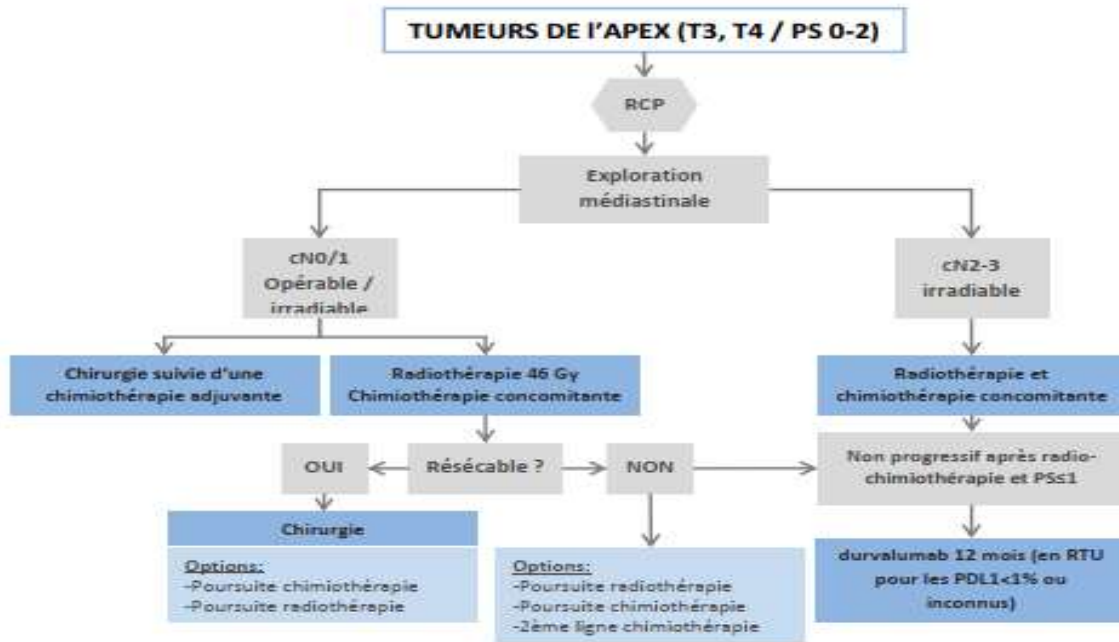 TUMEURS DE l'APEX (T3, T4 / PS 0-2)
RCP
Exploration
médiastinale
cN0/1
Opérable /
irradiable
cN2-3
irradiable
Chirurgie suivie d'une
chimiothérapie adjuvante
Radiothérapie 46 Gy
Chimiothérapie concomitante
Radiothérapie et
chimiothérapie concomitante
OUI
Résécable ?
NON
Non progressif après radio-
chimiothérapie et PS≤1
Chirurgie
Options:
-Poursuite chimiothérapie
-Poursuite radiothérapie
Options:
-Poursuite radiothérapie
-Poursuite chimiothérapie
-2ème ligne chimiothérapie
durvalumab 12 mois (en RTU
pour les PDL1<1% ou
inconnus)